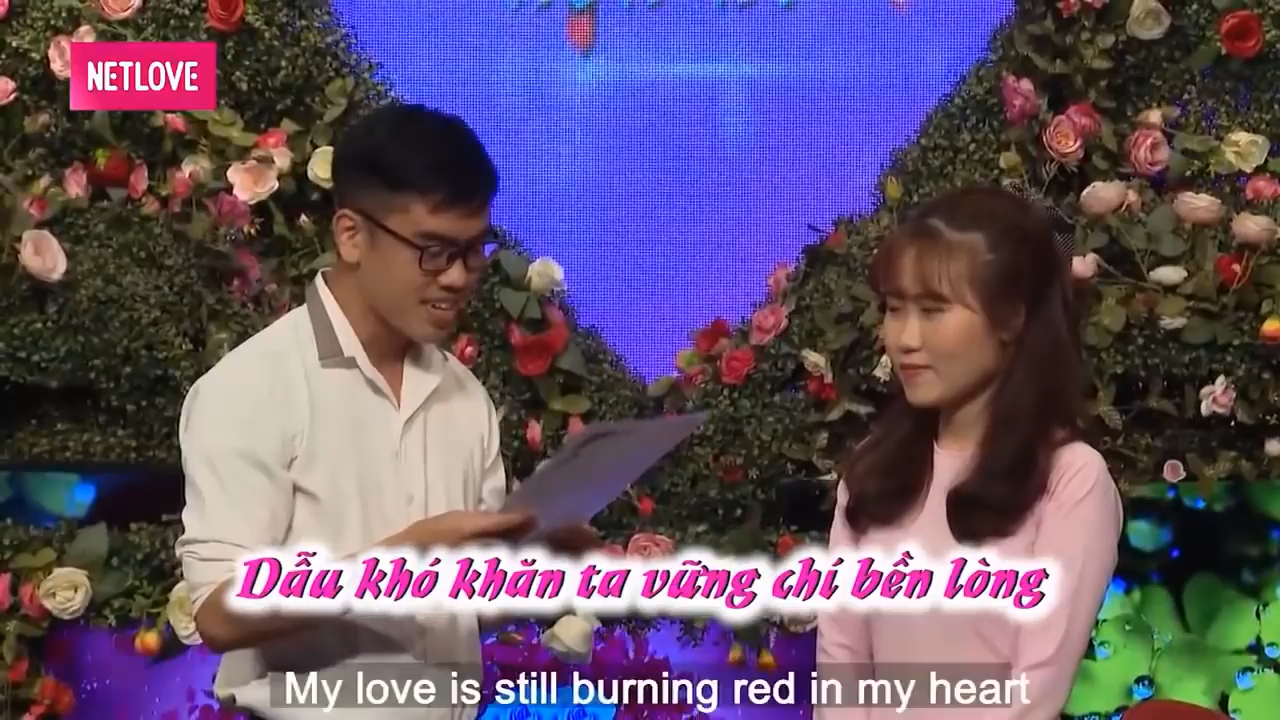 NETLOVE
Dẫu khó khăn ta vững chí bền lòng
My love is still burning red in my heart